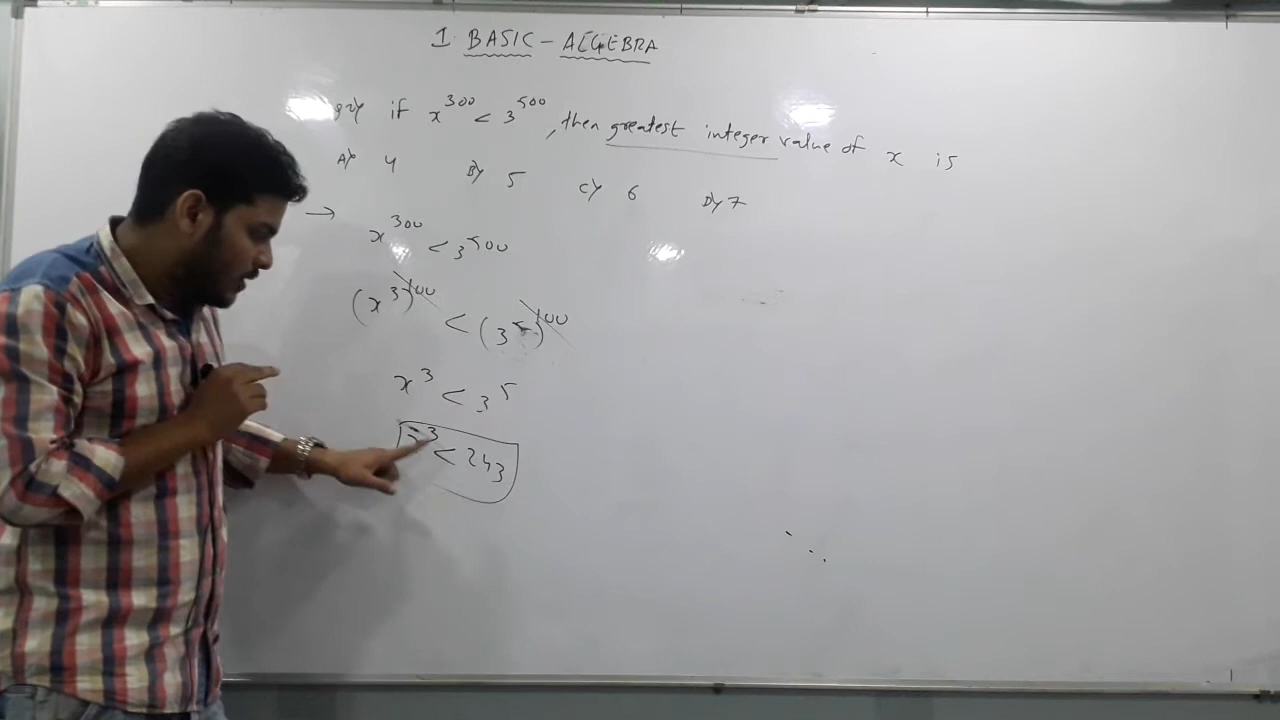 1 BASIC - ALGEBRA
if x^300 < 3^500, then greatest integer value of x is
A) 4 B) 5 C) 6 D) 7
→ x^300 < 3^500
(x^3)^100 < (3^5)^100
x^3 < 3^5
^3 < 243